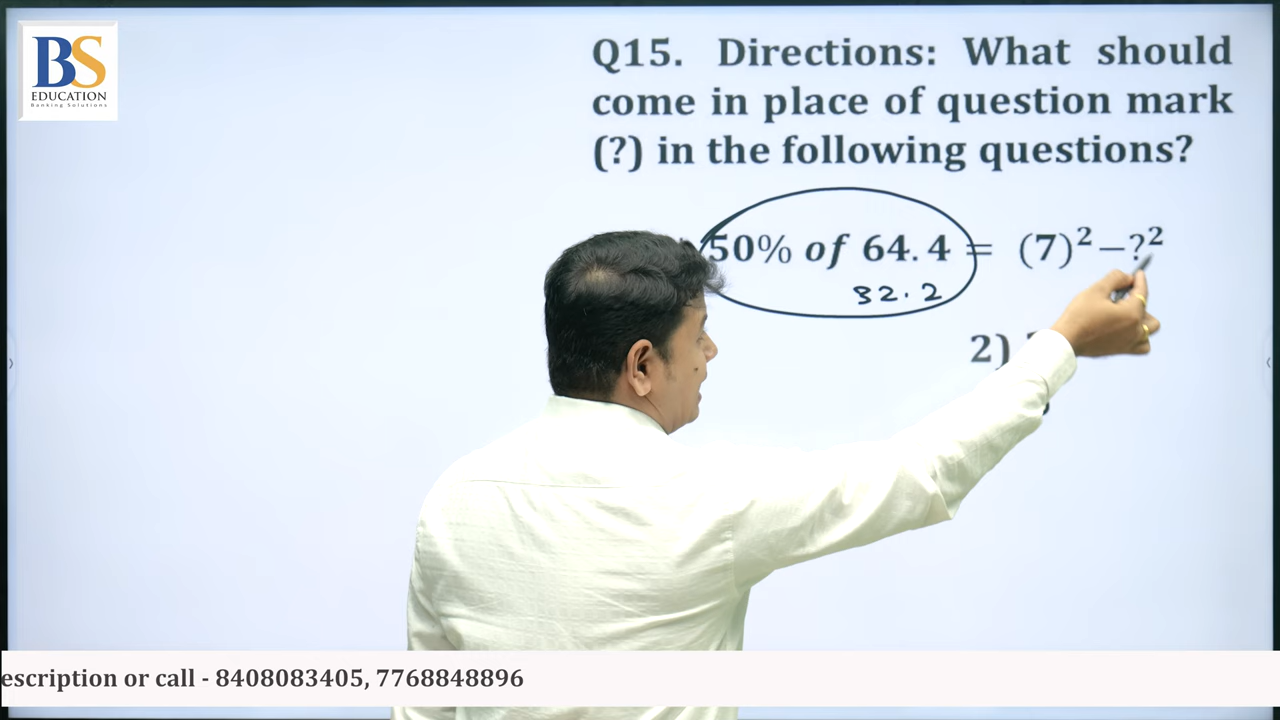 BS
EDUCATION
Banking Solutions
Q15. Directions: What should
come in place of question mark
(?) in the following questions?
50% of 64.4 = (7)² −?²
32.2
2)
escription or call - 8408083405, 7768848896